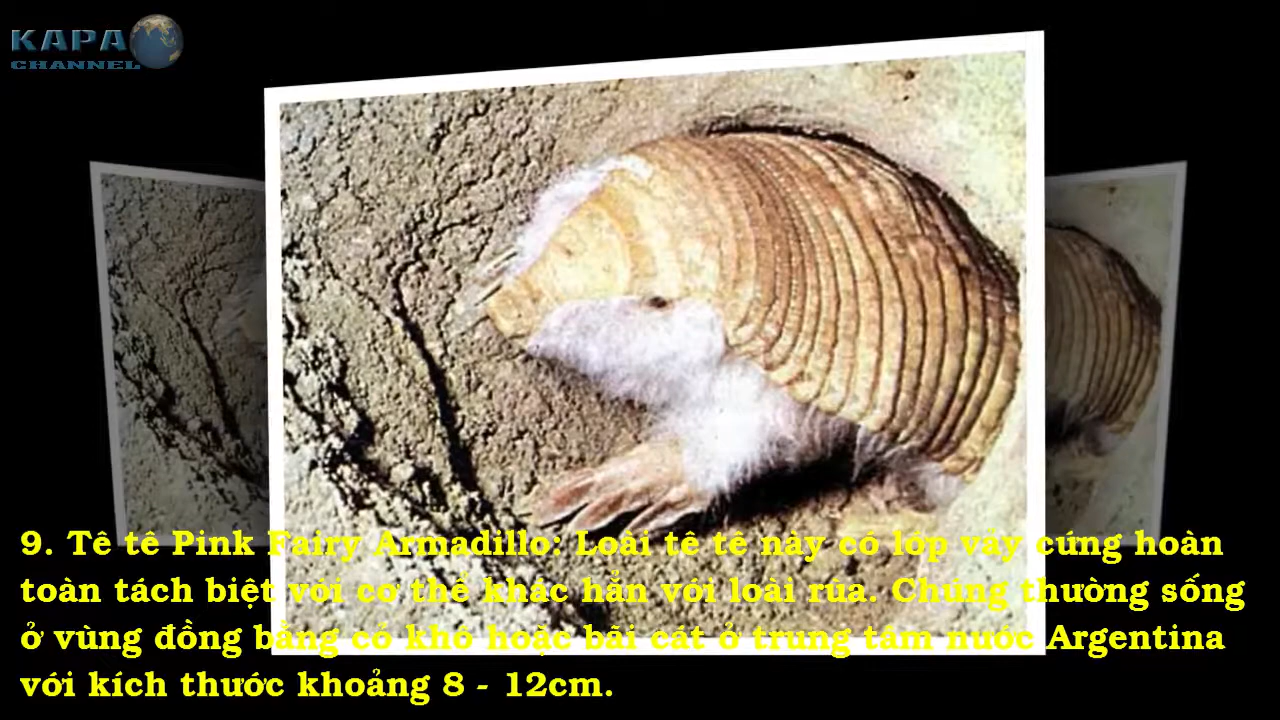 KAPA
CHANNEL
9. Tê tê Pink Fairy Armadillo: Loài tê tê này có lớp vảy cứng hoàn
toàn tách biệt với cơ thể khác hẳn với loài rùa. Chúng thường sống
ở vùng đồng bằng cỏ khô hoặc bãi cát ở trung tâm nước Argentina
với kích thước khoảng 8 - 12cm.